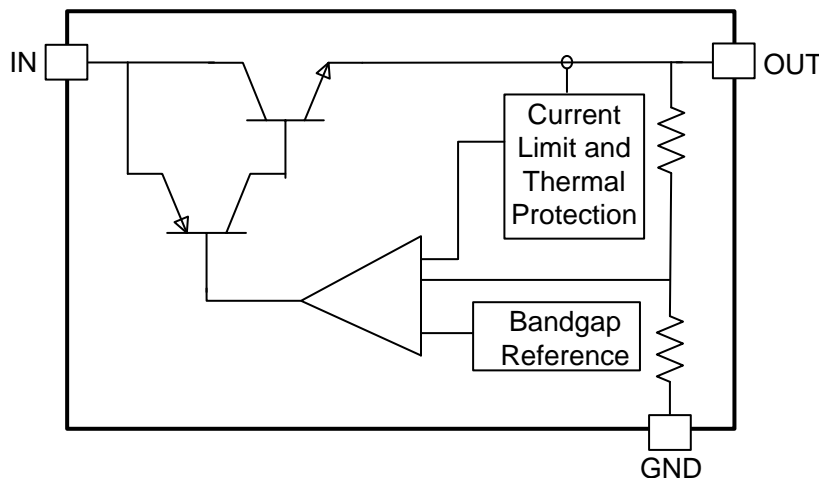 IN
OUT
Current
Limit and
Thermal
Protection
Bandgap
Reference
GND